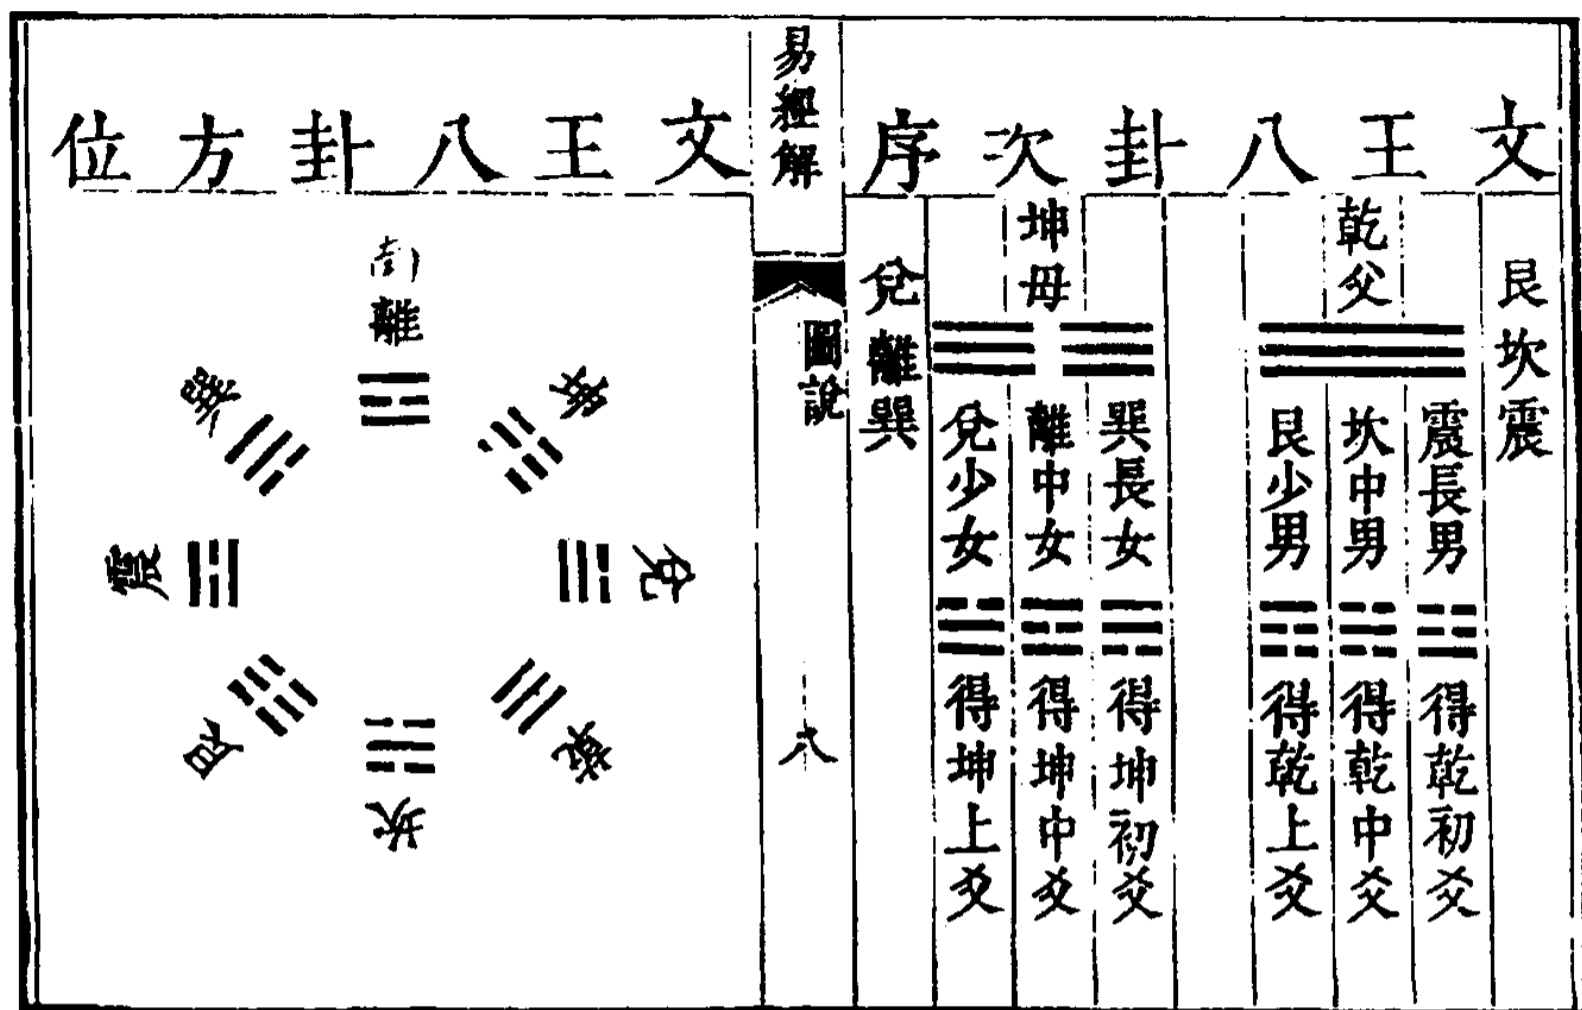 文王八卦次序
艮坎震
乾父
震長男
得乾初爻
坎中男
得乾中爻
艮少男
得乾上爻
坤母
巽長女
得坤初爻
離中女
得坤中爻
兌少女
得坤上爻
兌離巽
易經解
圖說
八
文王八卦方位
南
離
坤
兌
乾
坎
艮
震
巽